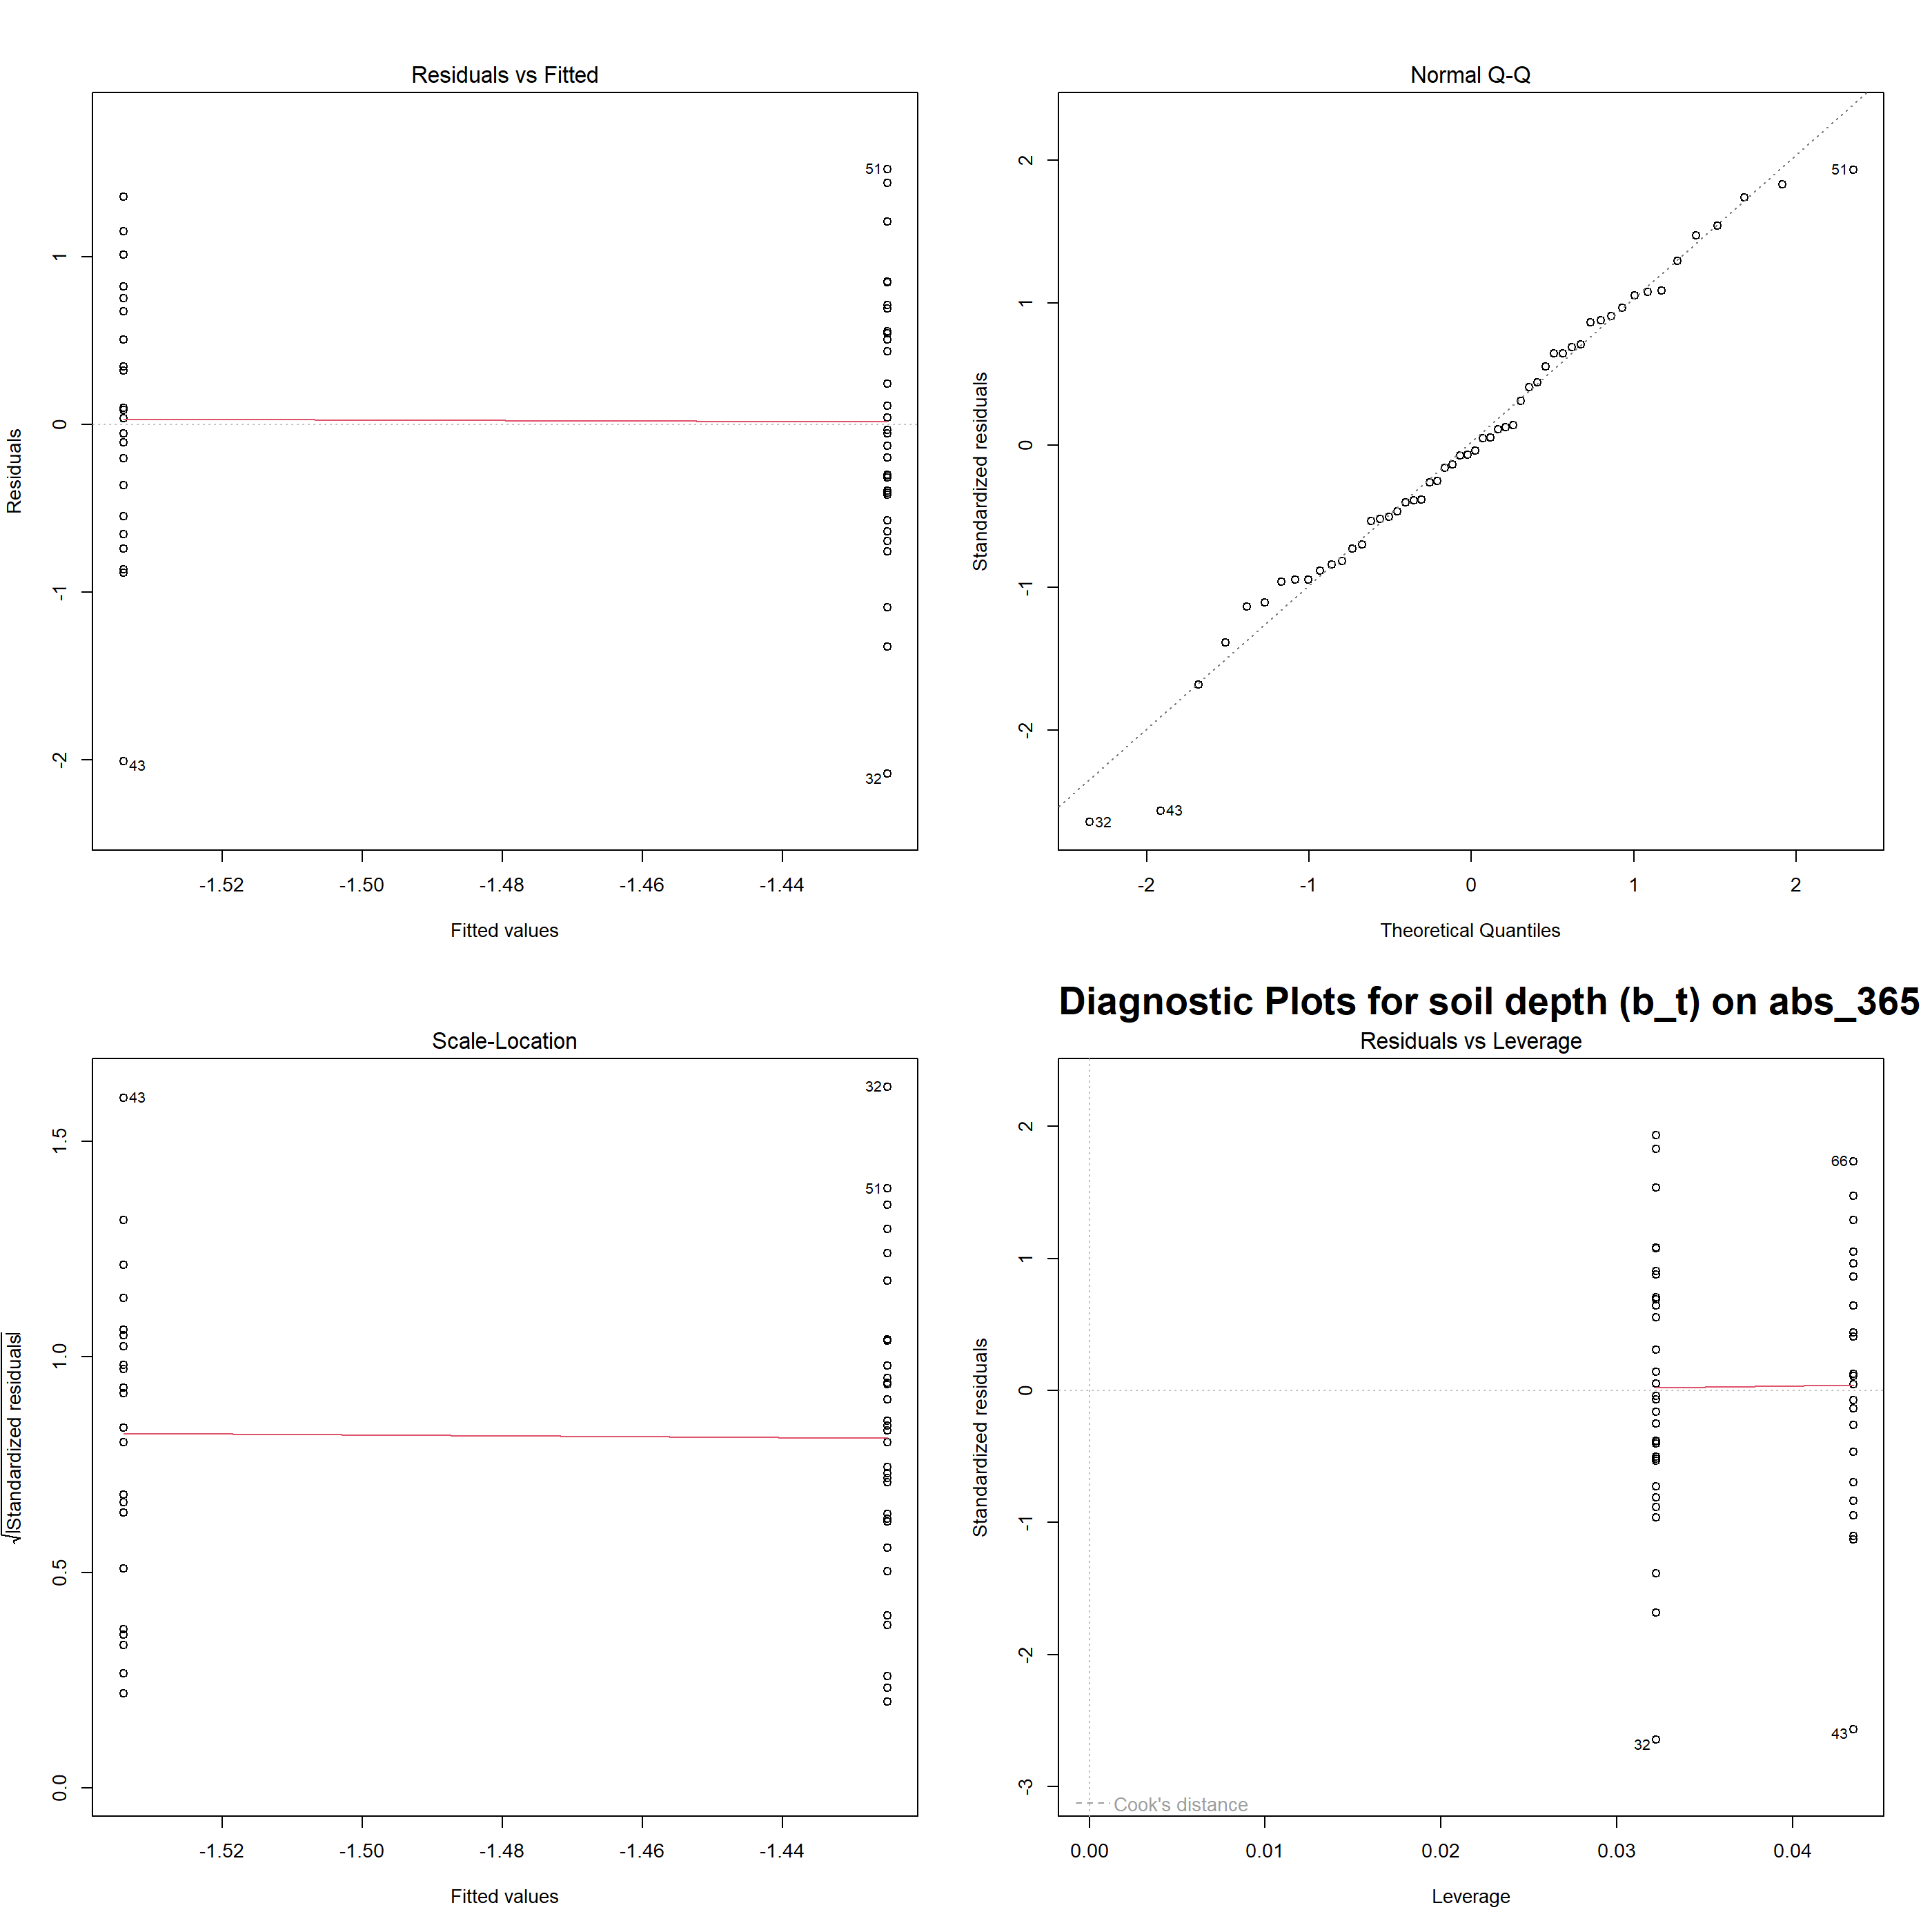 Residuals vs Fitted
Residuals
1
0
-1
-2
51
43
32
-1.52 -1.50 -1.48 -1.46 -1.44
Fitted values
Normal Q-Q
Standardized residuals
2
1
0
-1
-2
51
43
32
-2 -1 0 1 2
Theoretical Quantiles
Scale-Location
√|Standardized residuals|
1.5
1.0
0.5
0.0
43
32
51
-1.52 -1.50 -1.48 -1.46 -1.44
Fitted values
Diagnostic Plots for soil depth (b_t) on abs_365
Residuals vs Leverage
Standardized residuals
2
1
0
-1
-2
-3
66
32
43
Cook's distance
0.00 0.01 0.02 0.03 0.04
Leverage